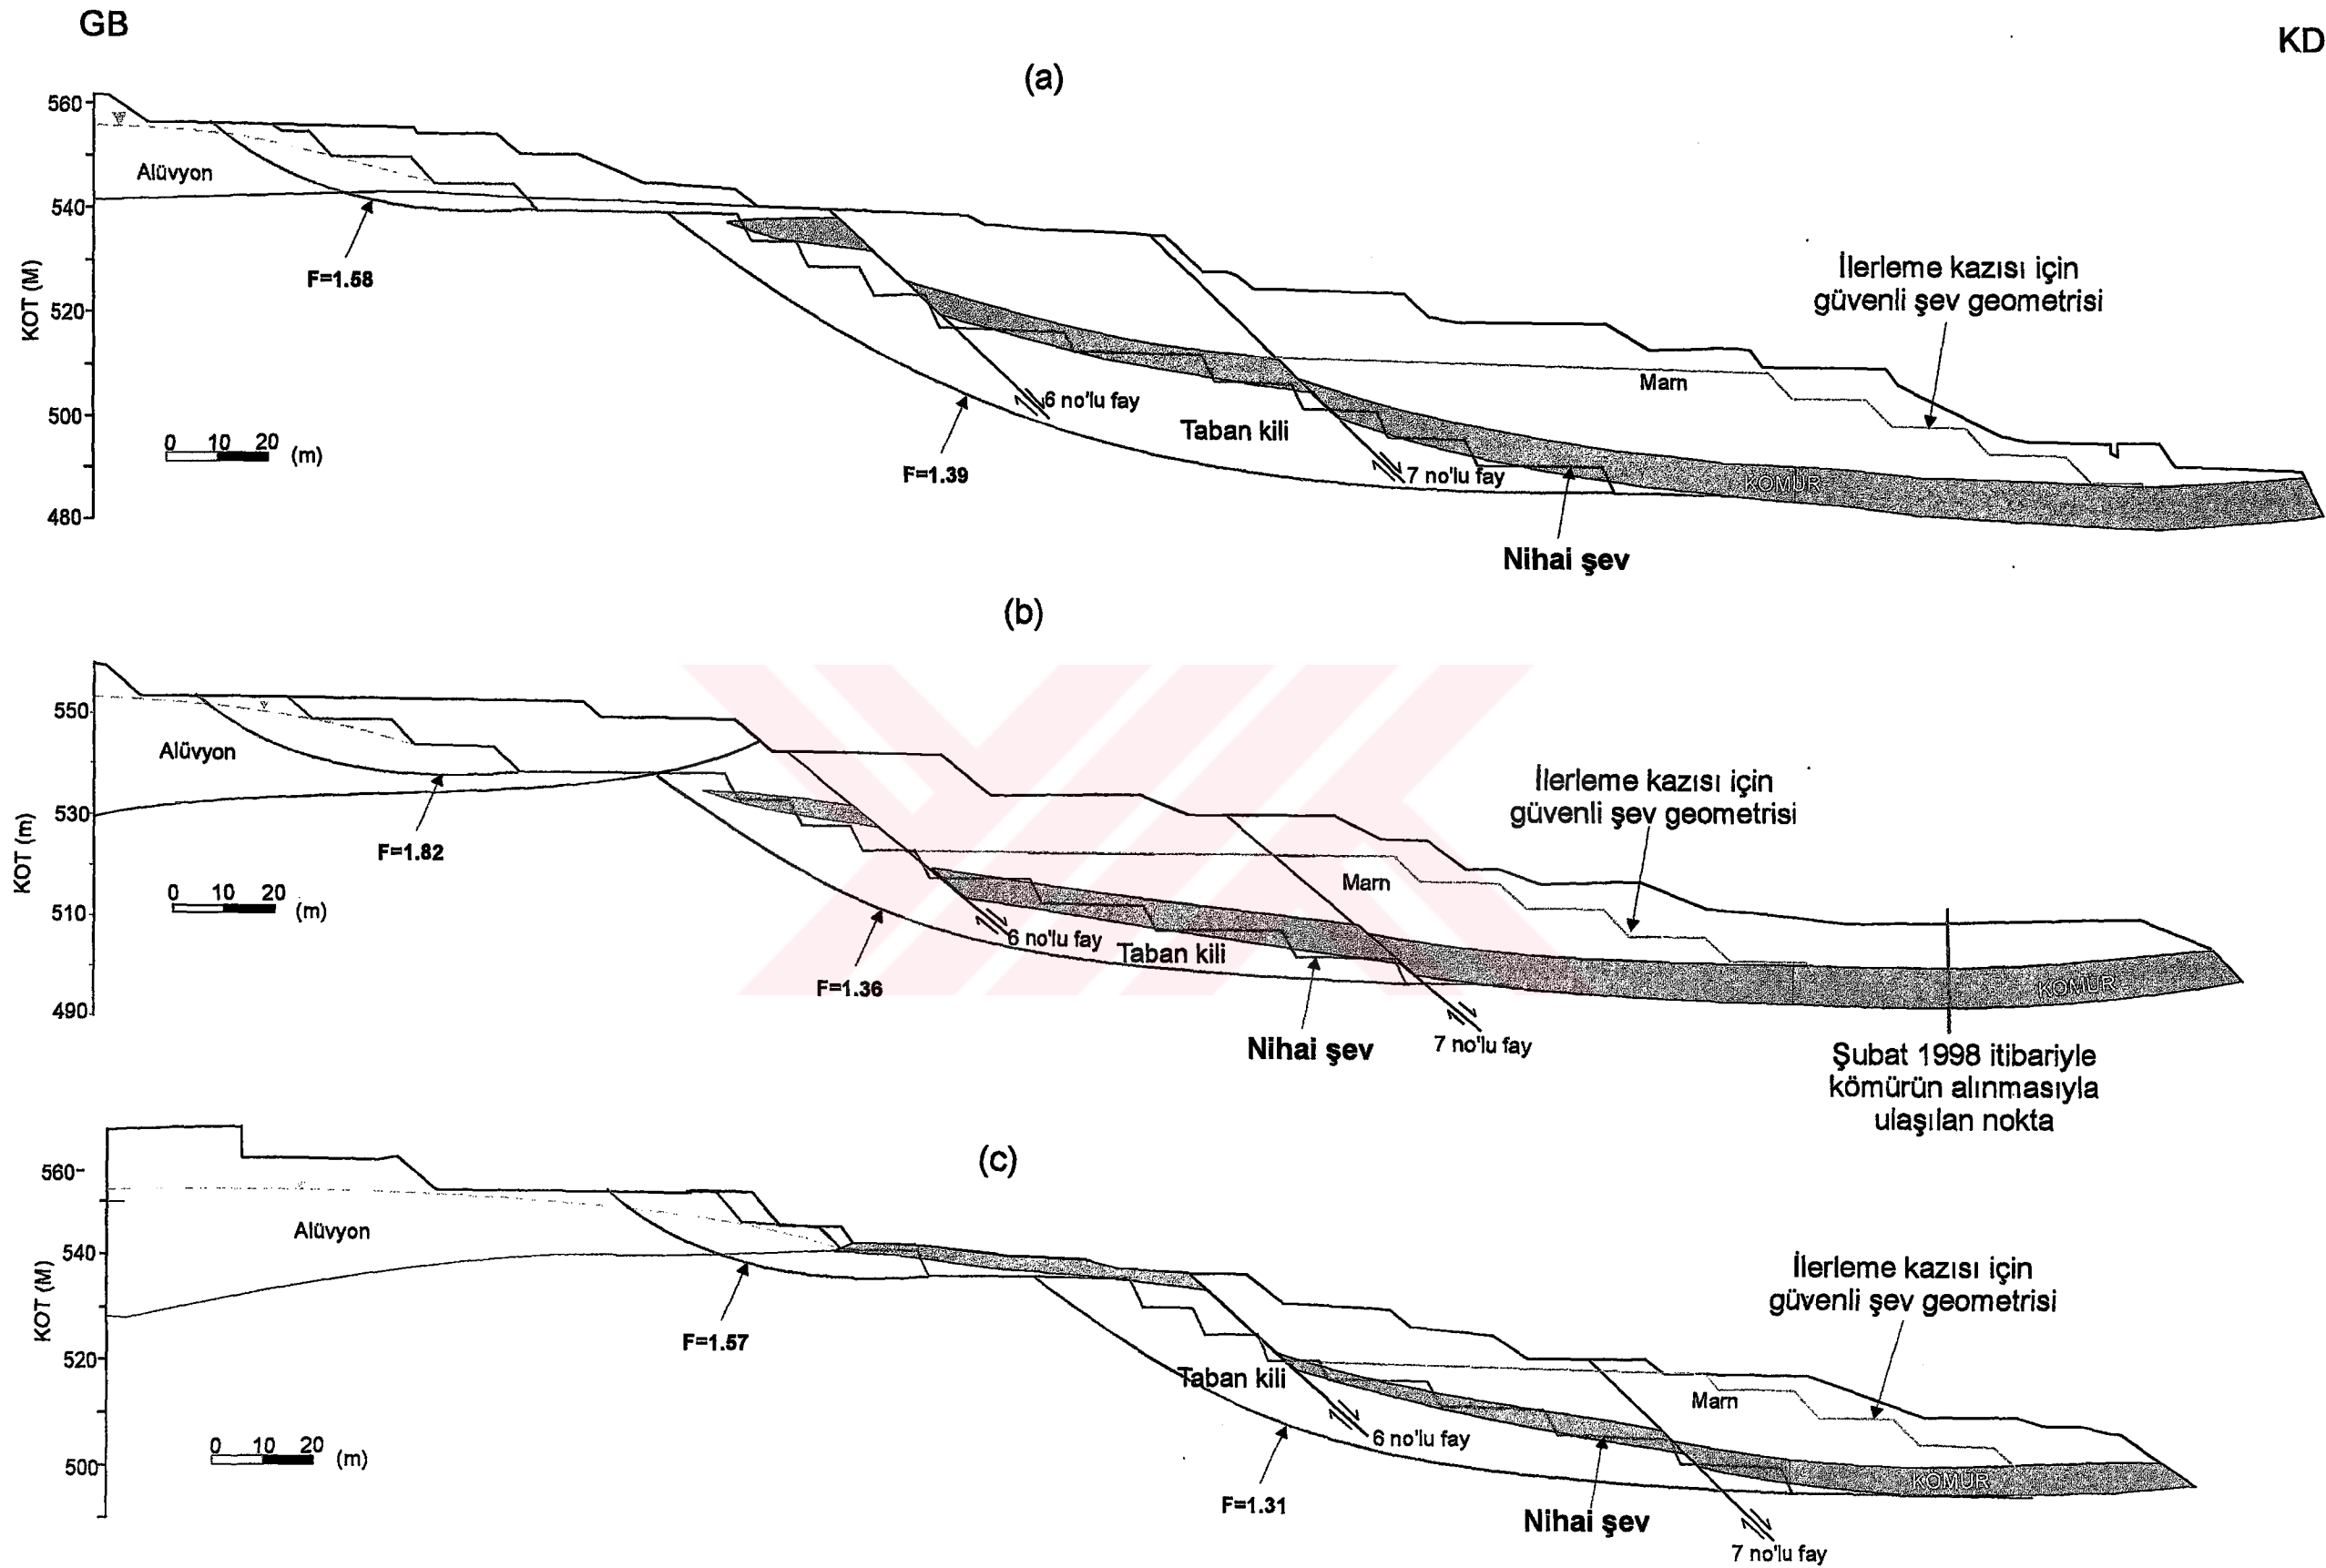 GB
KD
(a)
560
540
520
500
480
KOT (M)
Alüvyon
F=1.58
0 10 20
(m)
F=1.39
6 no'lu fay
Taban kili
7 no'lu fay
Nihai şev
Marn
KÖMÜR
İlerleme kazısı için
güvenli şev geometrisi
(b)
550
530
510
490
KOT (m)
Alüvyon
F=1.82
0 10 20
(m)
F=1.36
6 no'lu fay
Taban kili
Nihai şev
7 no'lu fay
Marn
İlerleme kazısı için
güvenli şev geometrisi
KÖMÜR
Şubat 1998 itibariyle
kömürün alınmasıyla
ulaşılan nokta
(c)
560
540
520
500
KOT (M)
Alüvyon
F=1.57
0 10 20
(m)
Taban kili
F=1.31
6 no'lu fay
Nihai şev
7 no'lu fay
Marn
KÖMÜR
İlerleme kazısı için
güvenli şev geometrisi